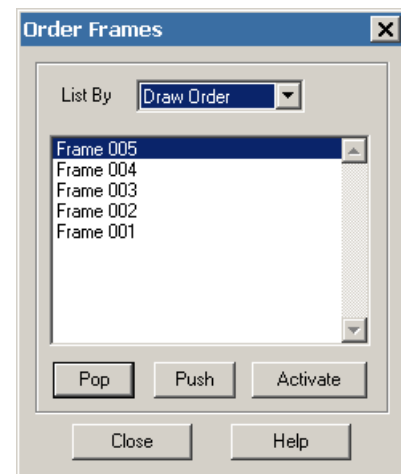 Order Frames
List By Draw Order
Frame 005
Frame 004
Frame 003
Frame 002
Frame 001
Pop Push Activate
Close Help